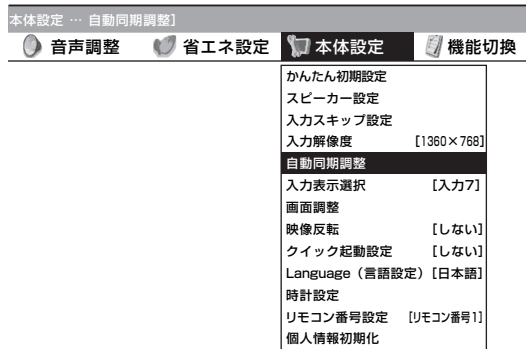 本体設定 … 自動同期調整]
音声調整 省エネ設定 本体設定 機能切換
かんたん初期設定
スピーカー設定
入力スキップ設定
入力解像度 [1360×768]
自動同期調整
入力表示選択 [入力7]
画面調整
映像反転 [しない]
クイック起動設定 [しない]
Language（言語設定）[日本語]
時計設定
リモコン番号設定 [リモコン番号1]
個人情報初期化